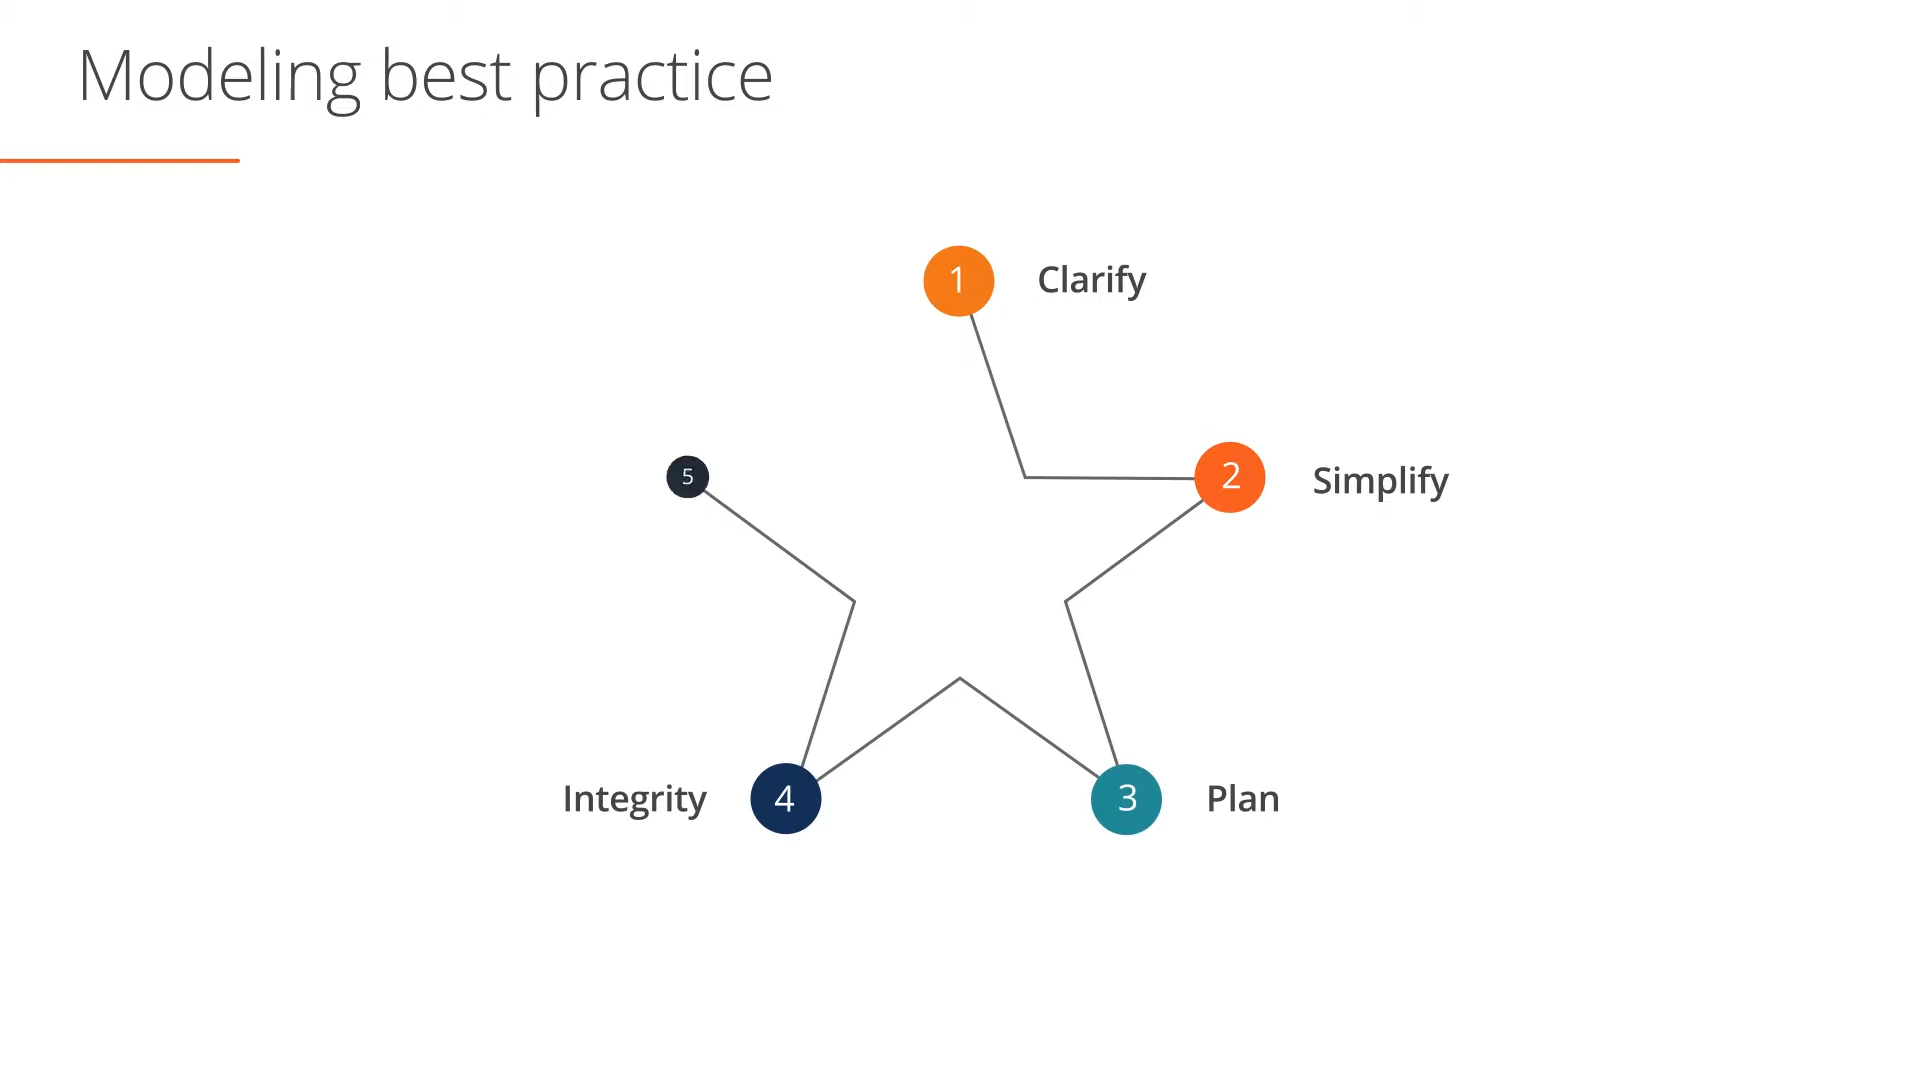 Modeling best practice
1 Clarify
2 Simplify
5
Integrity 4
3 Plan